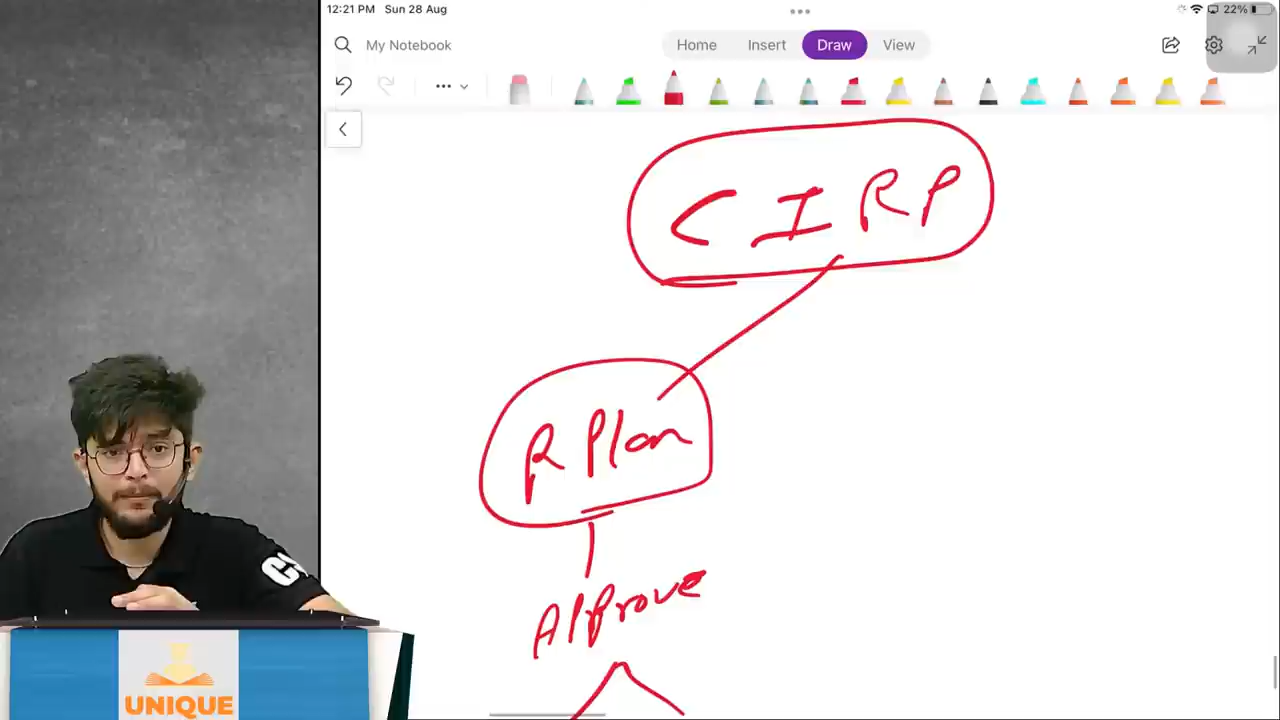 12:21 PM Sun 28 Aug
22%
My Notebook
Home Insert Draw View
CIRP
R Plan
Approve
UNIQUE